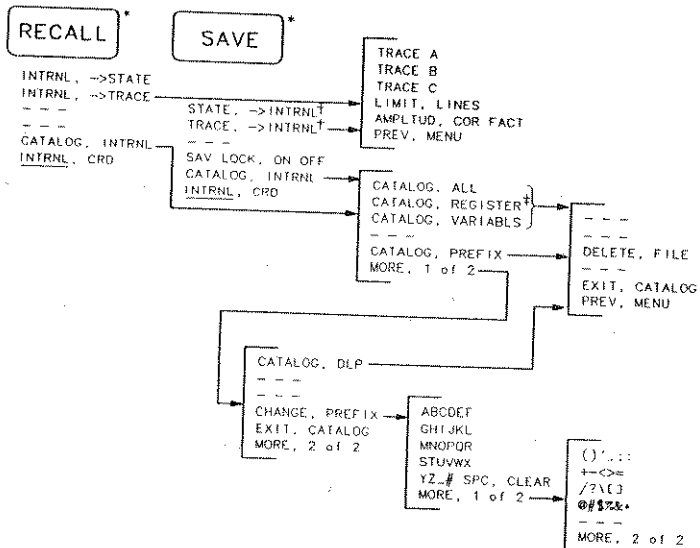 RECALL *
SAVE *
INTRNL, ->STATE
INTRNL, ->TRACE
- - -
- - -
CATALOG, INTRNL
INTRNL, CRD
STATE, ->INTRNL‡
TRACE, ->INTRNL†
- - -
SAV LOCK, ON OFF
CATALOG, INTRNL
INTRNL, CRD
TRACE A
TRACE B
TRACE C
LIMIT, LINES
AMPLTUD, COR FACT
PREV, MENU
CATALOG, ALL
CATALOG, REGISTER‡
CATALOG, VARIABLS
- - -
CATALOG, PREFIX
MORE, 1 of 2
- - -
- - -
DELETE, FILE
- - -
EXIT, CATALOG
PREV, MENU
CATALOG, DLP
- - -
- - -
CHANGE, PREFIX
EXIT, CATALOG
MORE, 2 of 2
ABCDEF
GHIJKL
MNOPQR
STUVWX
YZ_# SPC, CLEAR
MORE, 1 of 2
+-<>=
/?\[]
- - -
MORE, 2 of 2